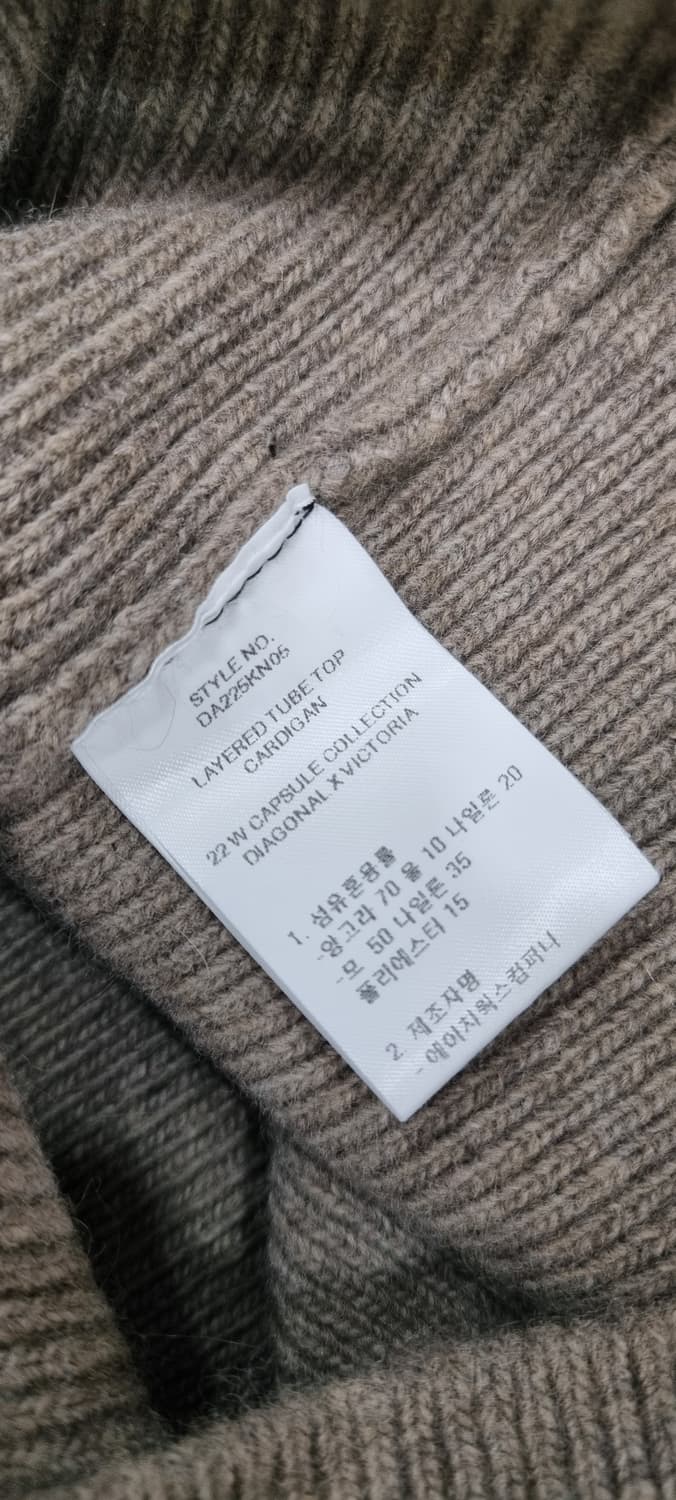 STYLE NO.
DA225KN05
LAYERED TUBE TOP
CARDIGAN
22 W CAPSULE COLLECTION
DIAGONAL X VICTORIA
1. 섬유혼용률
-앙고라 70 울 10 나일론 20
-모 50 나일론 35
폴리에스터 15
2. 제조자명
- 에이치웍스컴퍼니